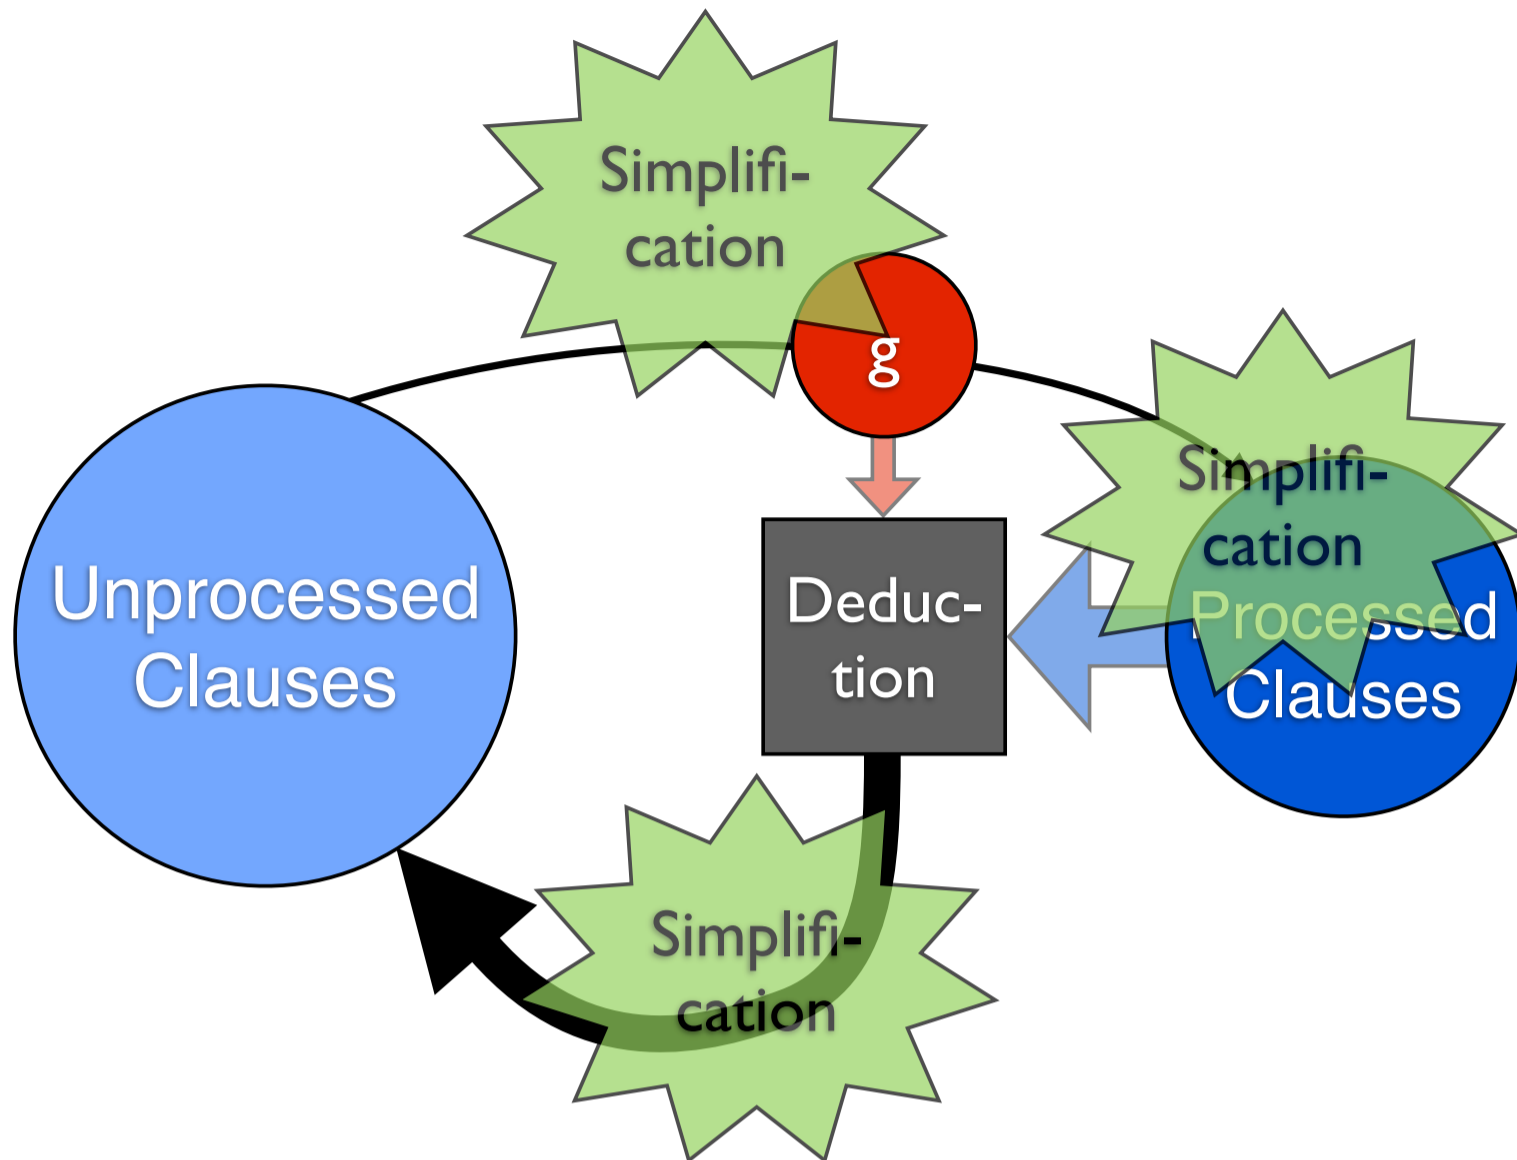 Simplifi-
cation
g
Simplifi-
cation
Unprocessed
Clauses
Deduc-
tion
Processed
Clauses
Simplifi-
cation